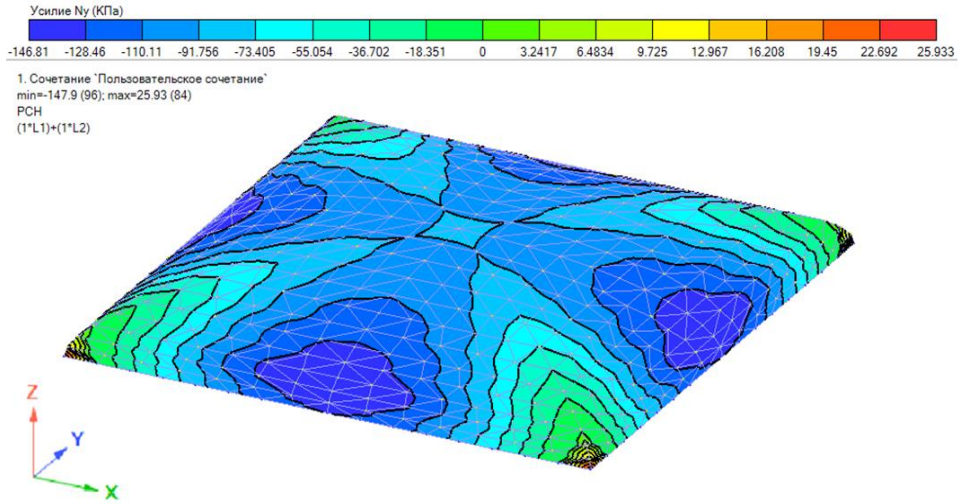 Усилие Ny (КПа)
-146.81 -128.46 -110.11 -91.756 -73.405 -55.054 -36.702 -18.351 0 3.2417 6.4834 9.725 12.967 16.208 19.45 22.692 25.933
1. Сочетание `Пользовательское сочетание`
min=-147.9 (96); max=25.93 (84)
РСН
(1*L1)+(1*L2)
Z
Y
X